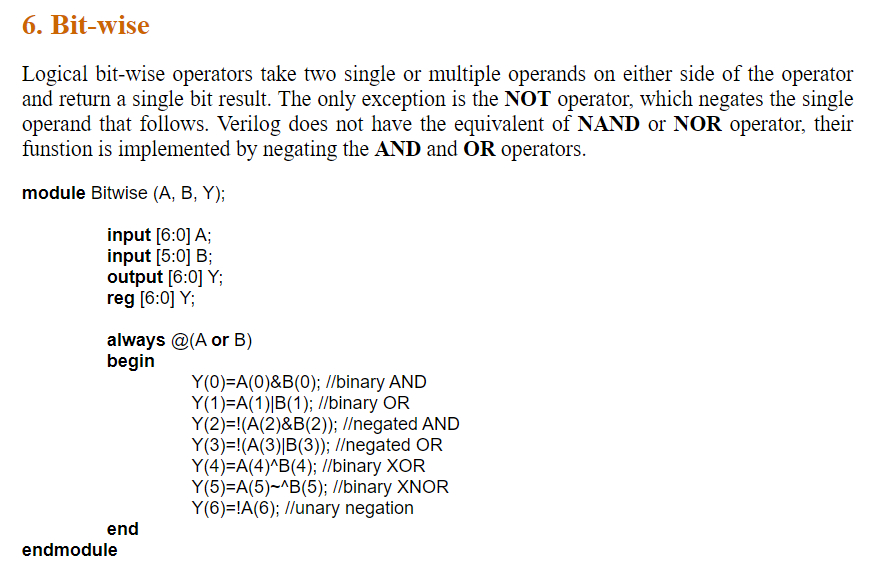 6. Bit-wise
Logical bit-wise operators take two single or multiple operands on either side of the operator
and return a single bit result. The only exception is the NOT operator, which negates the single
operand that follows. Verilog does not have the equivalent of NAND or NOR operator, their
funstion is implemented by negating the AND and OR operators.
module Bitwise (A, B, Y);
input [6:0] A;
input [5:0] B;
output [6:0] Y;
reg [6:0] Y;
always @(A or B)
begin
Y(0)=A(0)&B(0); //binary AND
Y(1)=A(1)|B(1); //binary OR
Y(2)=!(A(2)&B(2)); //negated AND
Y(3)=!(A(3)|B(3)); //negated OR
Y(4)=A(4)^B(4); //binary XOR
Y(5)=A(5)~^B(5); //binary XNOR
Y(6)=!A(6); //unary negation
end
endmodule